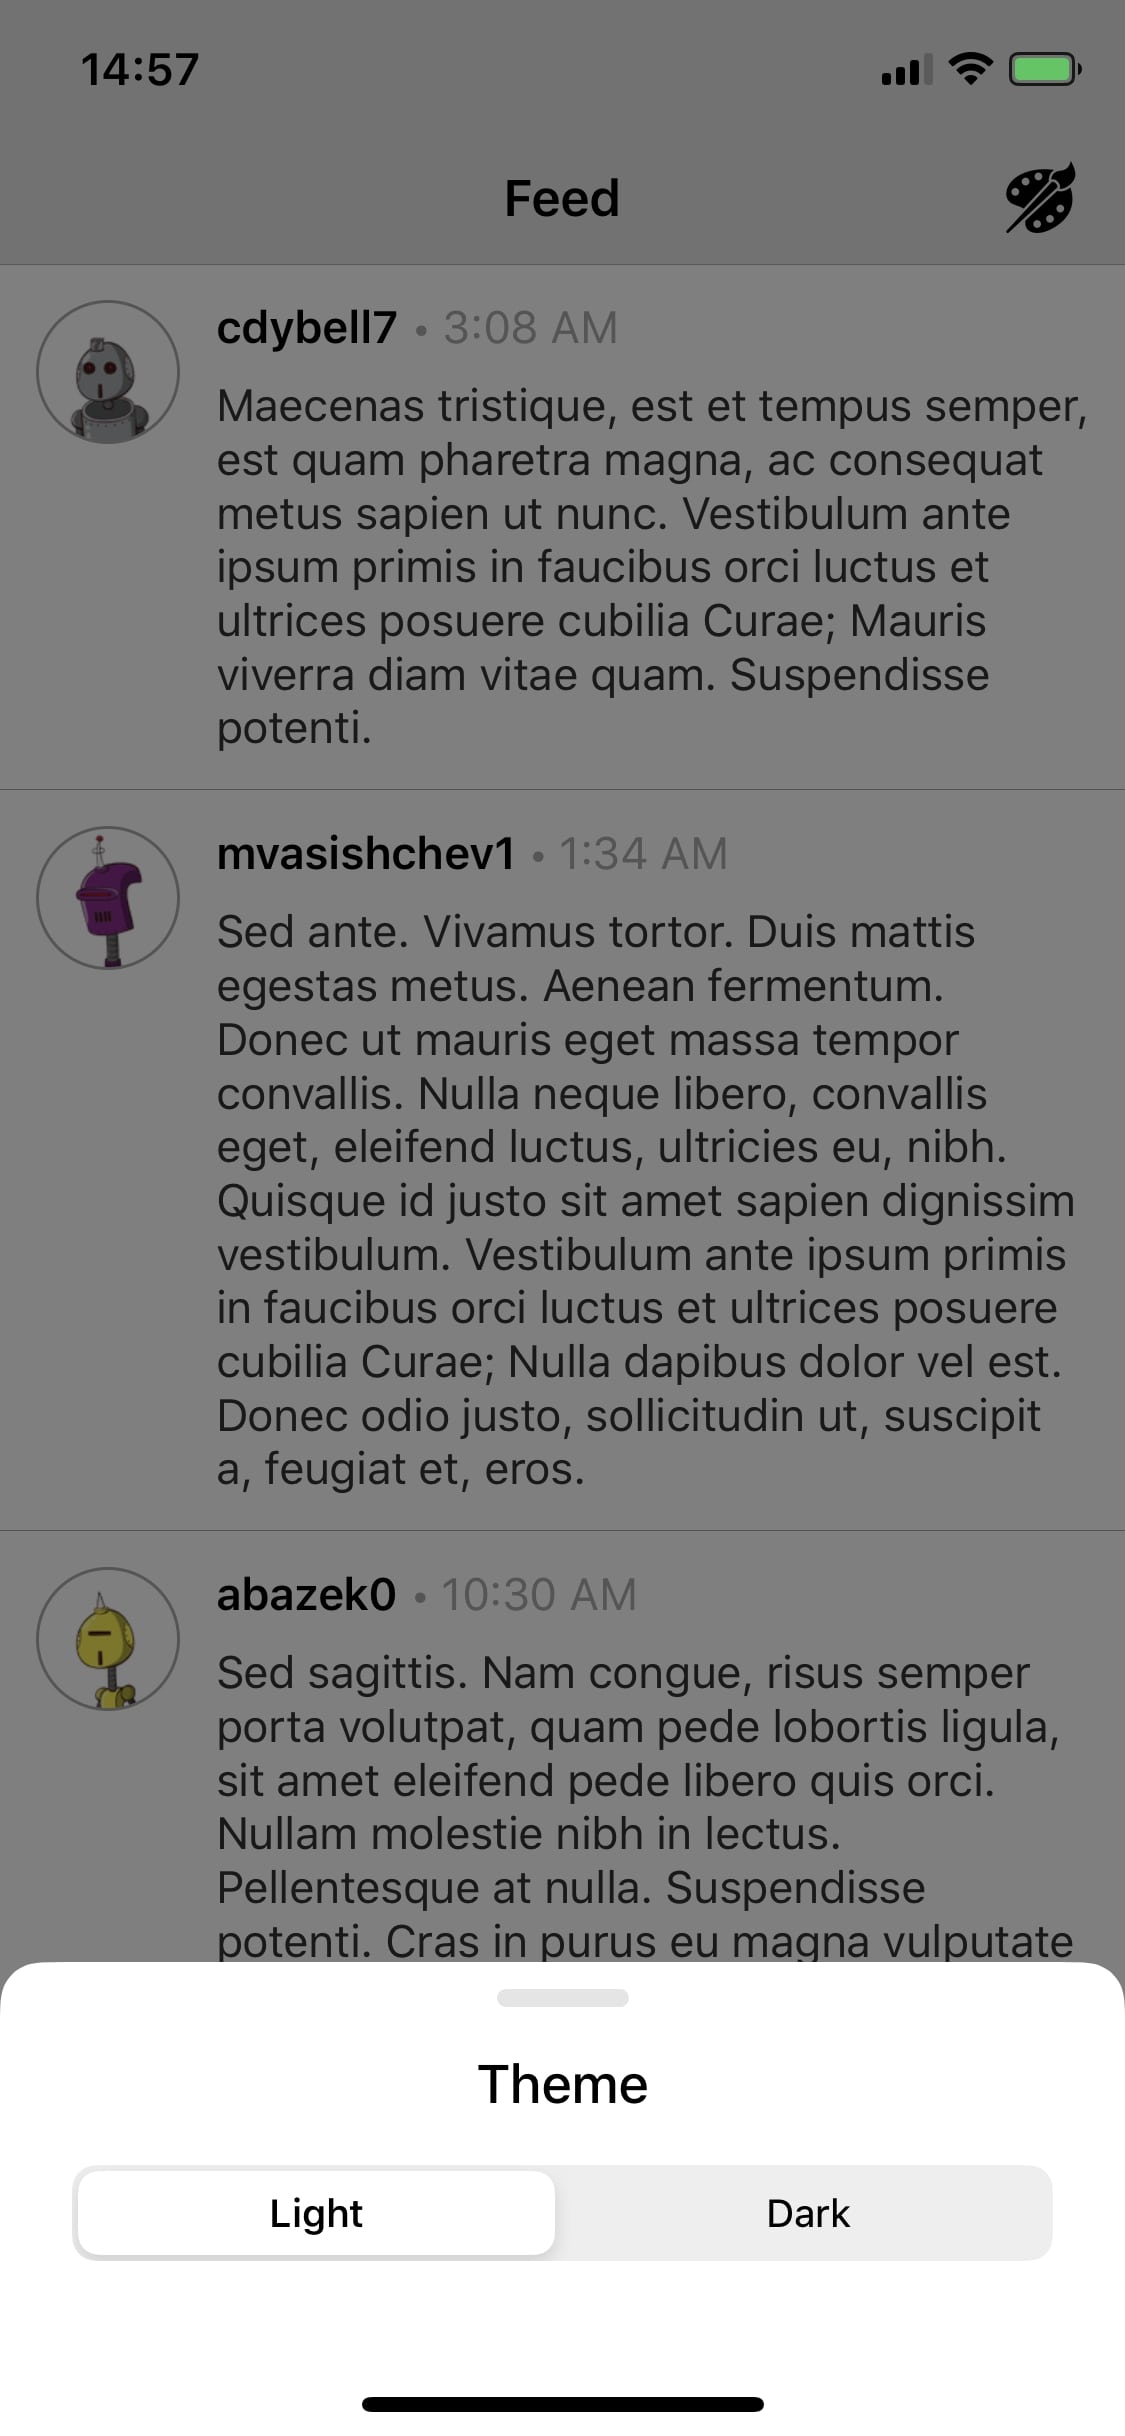 14:57
Feed
cdybell7 • 3:08 AM
Maecenas tristique, est et tempus semper,
est quam pharetra magna, ac consequat
metus sapien ut nunc. Vestibulum ante
ipsum primis in faucibus orci luctus et
ultrices posuere cubilia Curae; Mauris
viverra diam vitae quam. Suspendisse
potenti.
mvasishchev1 • 1:34 AM
Sed ante. Vivamus tortor. Duis mattis
egestas metus. Aenean fermentum.
Donec ut mauris eget massa tempor
convallis. Nulla neque libero, convallis
eget, eleifend luctus, ultricies eu, nibh.
Quisque id justo sit amet sapien dignissim
vestibulum. Vestibulum ante ipsum primis
in faucibus orci luctus et ultrices posuere
cubilia Curae; Nulla dapibus dolor vel est.
Donec odio justo, sollicitudin ut, suscipit
a, feugiat et, eros.
abazek0 • 10:30 AM
Sed sagittis. Nam congue, risus semper
porta volutpat, quam pede lobortis ligula,
sit amet eleifend pede libero quis orci.
Nullam molestie nibh in lectus.
Pellentesque at nulla. Suspendisse
potenti. Cras in purus eu magna vulputate
Theme
Light
Dark